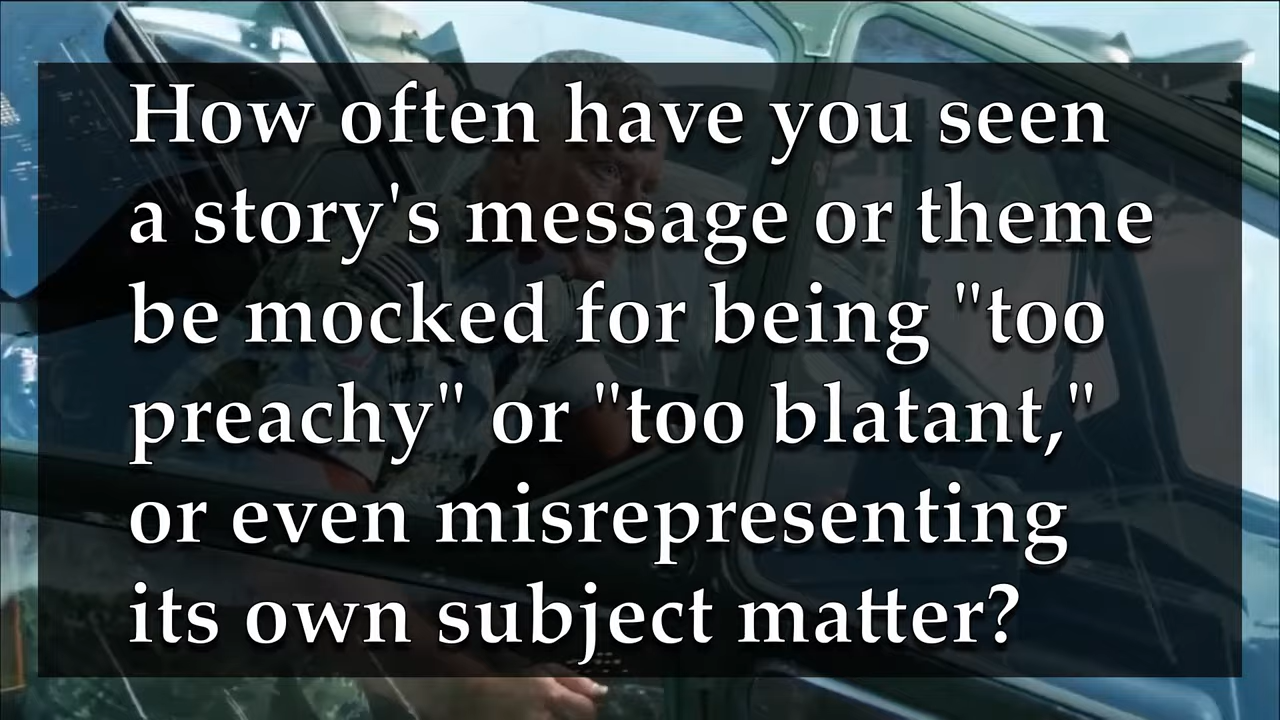 How often have you seen
a story's message or theme
be mocked for being "too
preachy" or "too blatant,"
or even misrepresenting
its own subject matter?